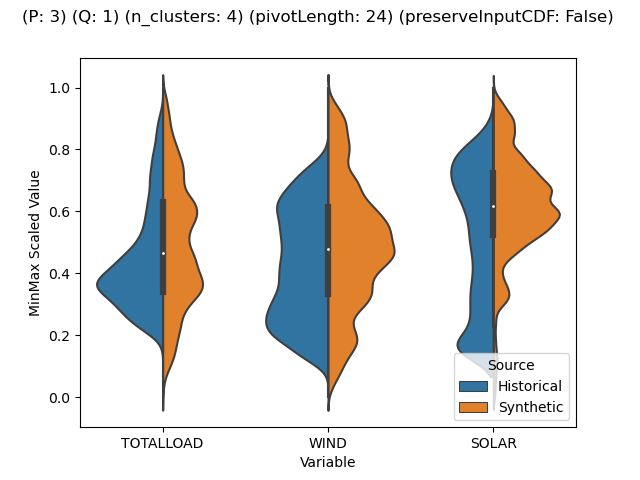 (P: 3) (Q: 1) (n_clusters: 4) (pivotLength: 24) (preserveInputCDF: False)
1.0
0.8
0.6
0.4
0.2
0.0
MinMax Scaled Value
Source
Historical
Synthetic
TOTALLOAD
WIND
SOLAR
Variable